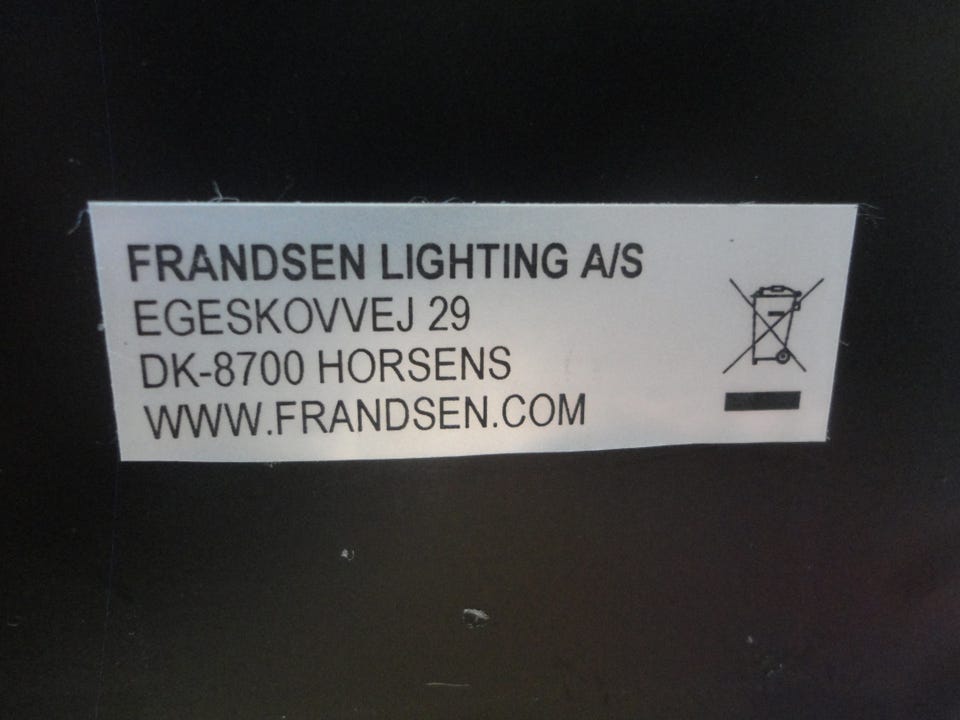 FRANDSEN LIGHTING A/S
EGESKOVVEJ 29
DK-8700 HORSENS
WWW.FRANDSEN.COM